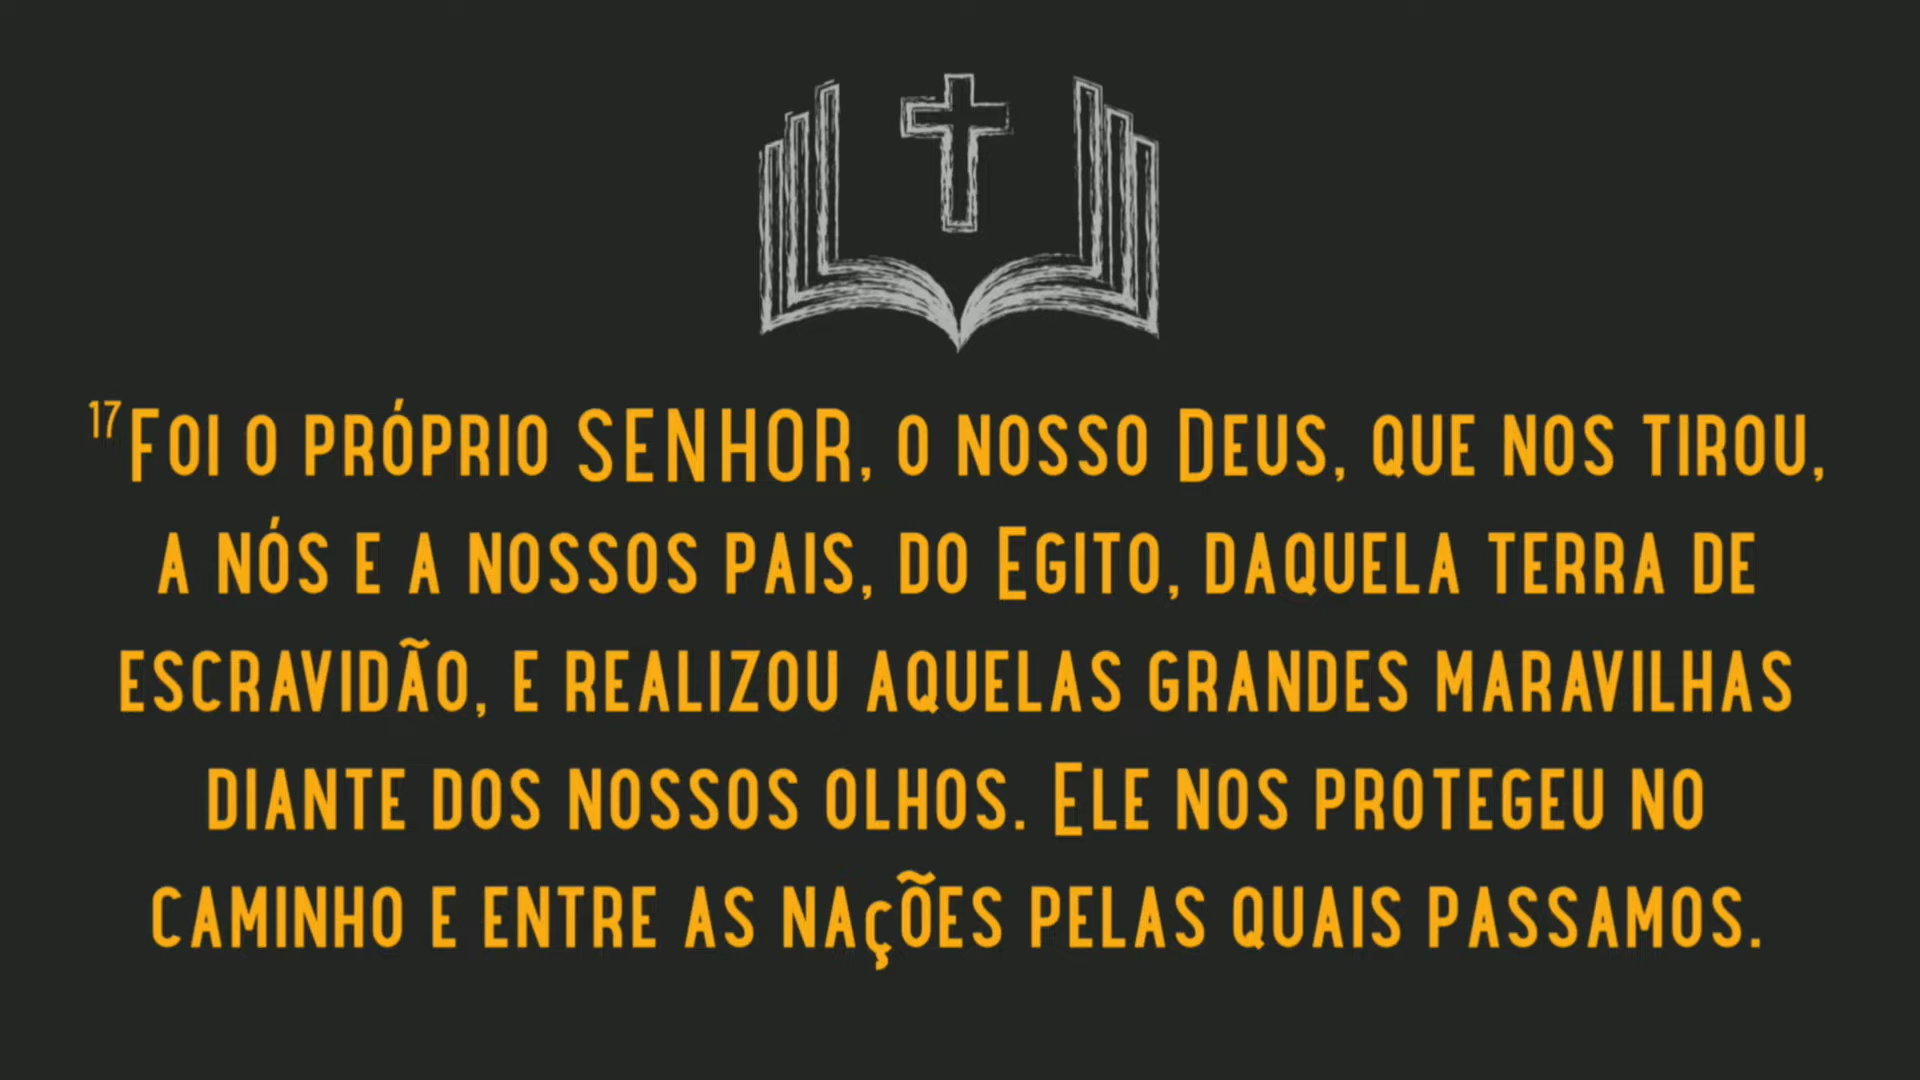 17Foi o próprio SENHOR, o nosso Deus, que nos tirou,
a nós e a nossos pais, do Egito, daquela terra de
escravidão, e realizou aquelas grandes maravilhas
diante dos nossos olhos. Ele nos protegeu no
caminho e entre as nações pelas quais passamos.